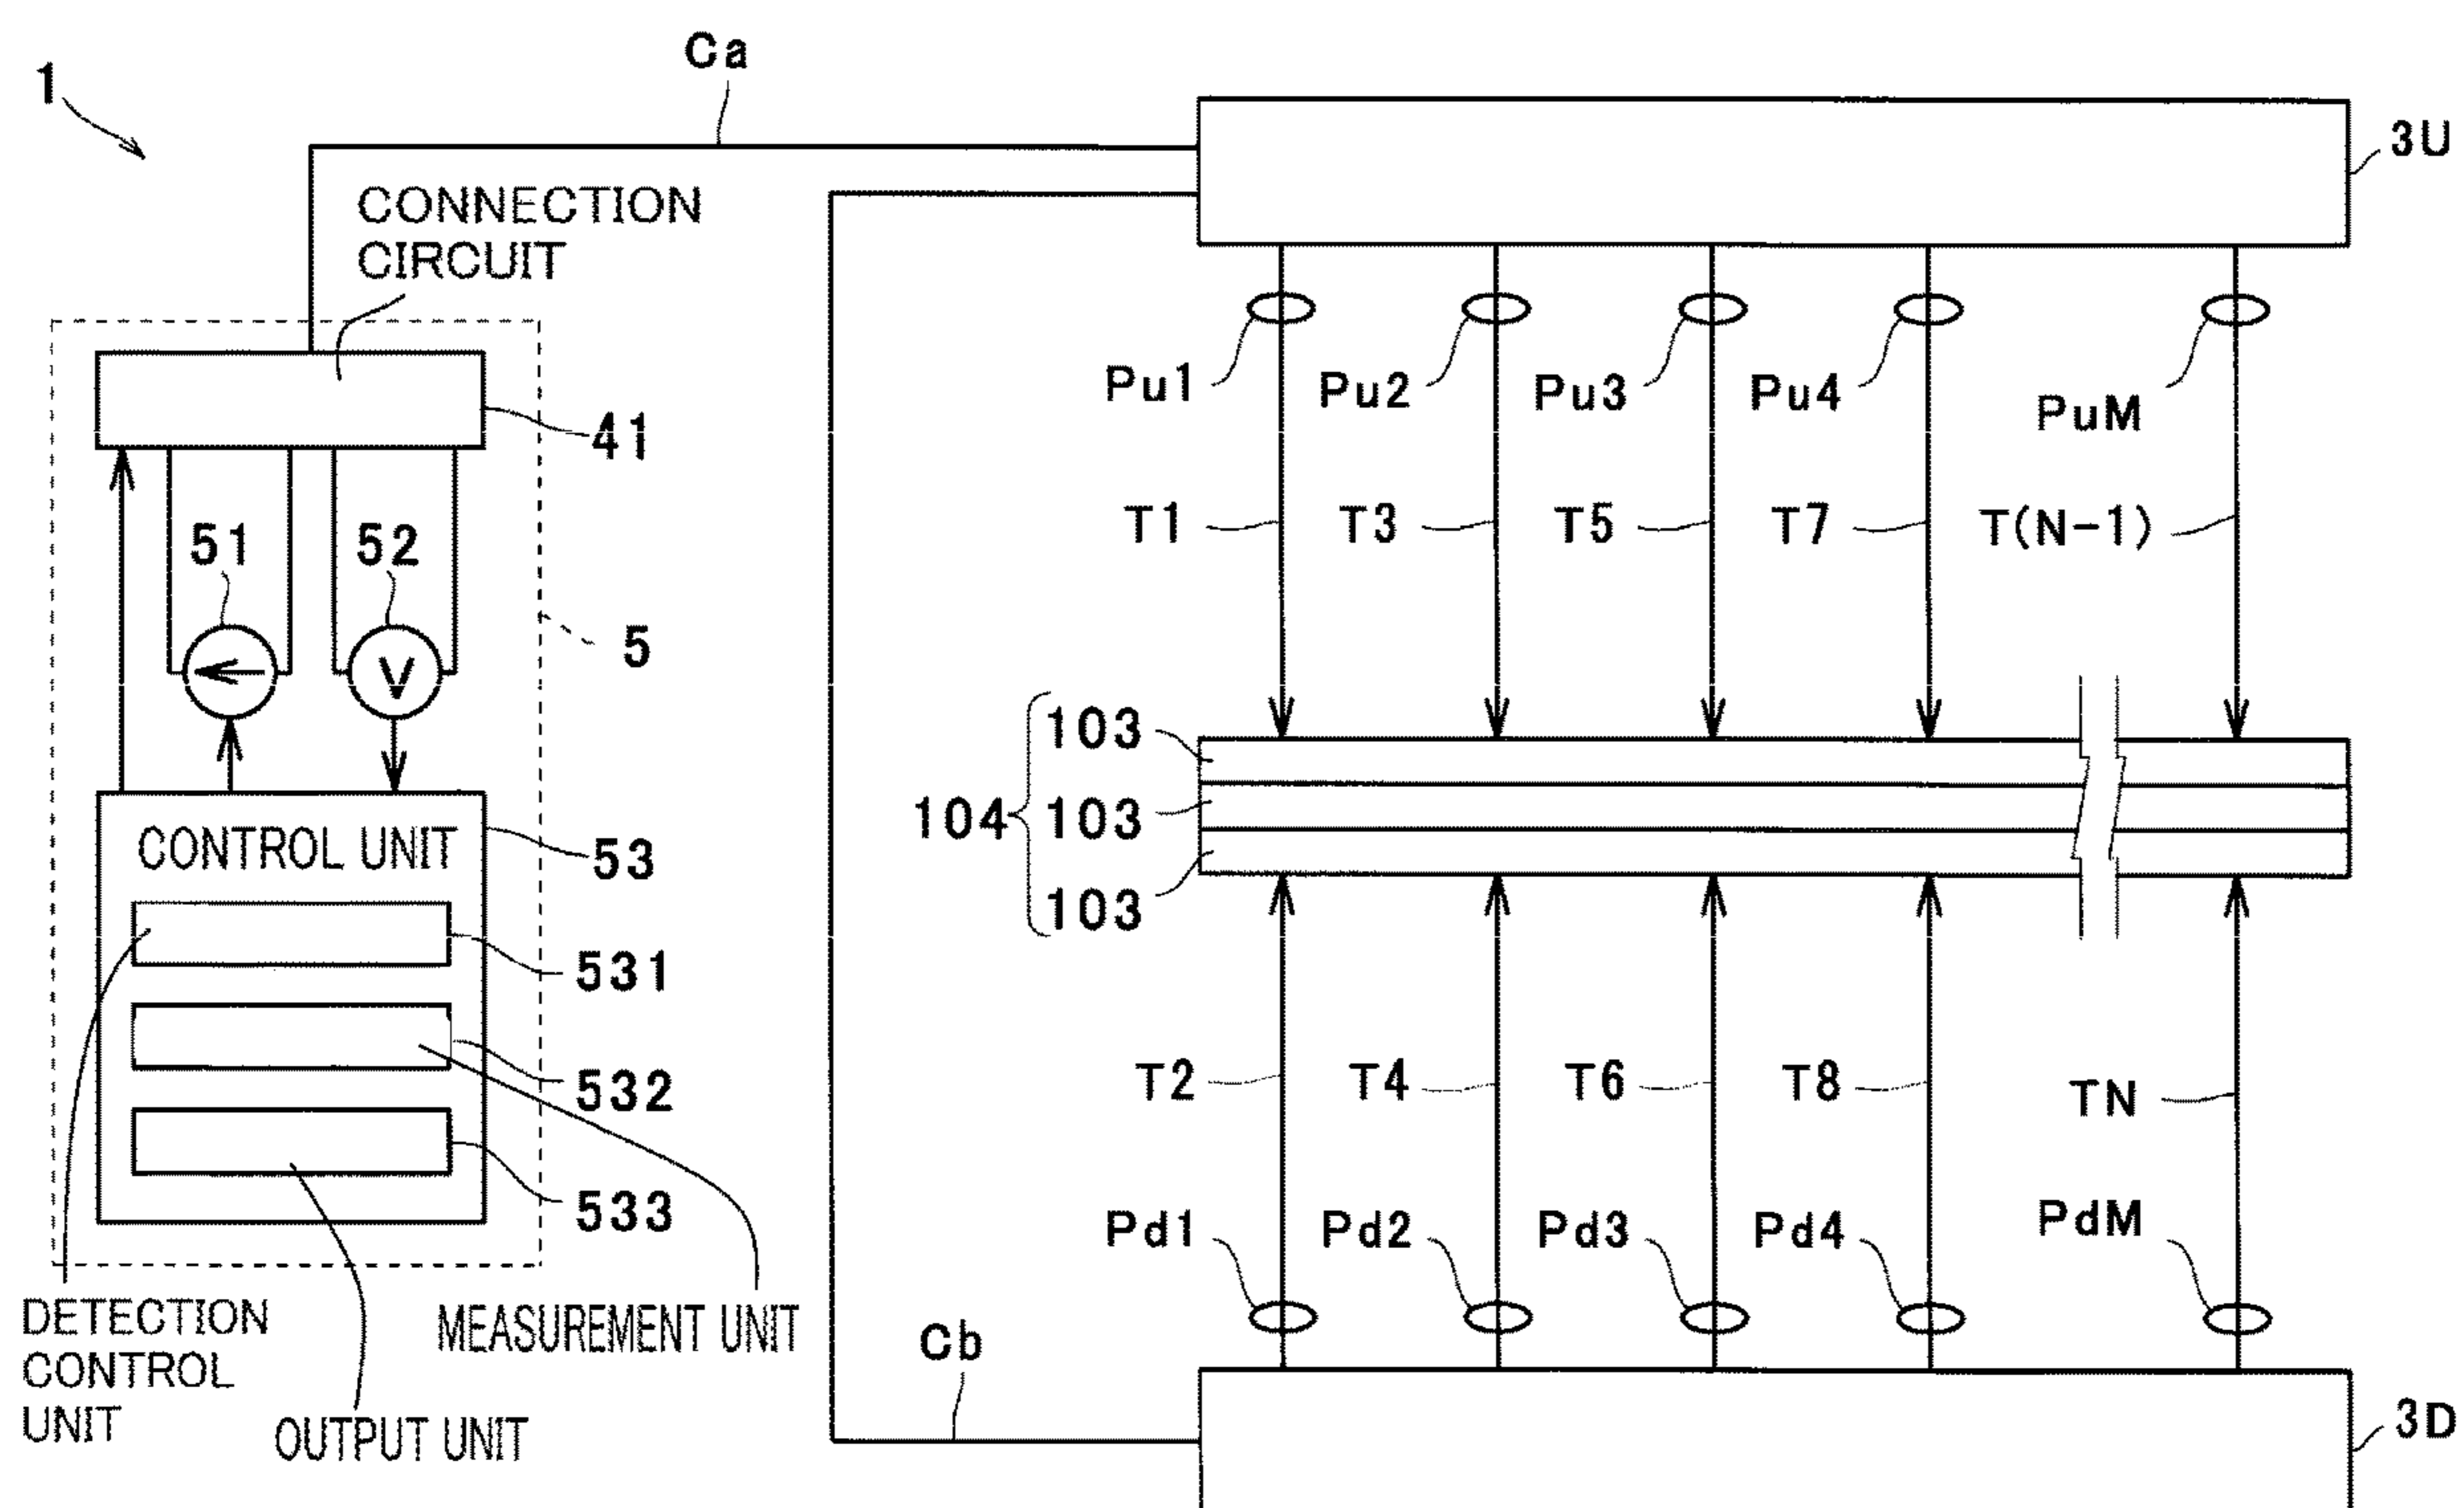 1
Ca
3U
CONNECTION
CIRCUIT
41
51
52
5
CONTROL UNIT
53
531
532
533
DETECTION
CONTROL
UNIT
MEASUREMENT UNIT
OUTPUT UNIT
Pu1
Pu2
Pu3
Pu4
PuM
T1
T3
T5
T7
T(N-1)
104
103
103
103
T2
T4
T6
T8
TN
Pd1
Pd2
Pd3
Pd4
PdM
Cb
3D
V